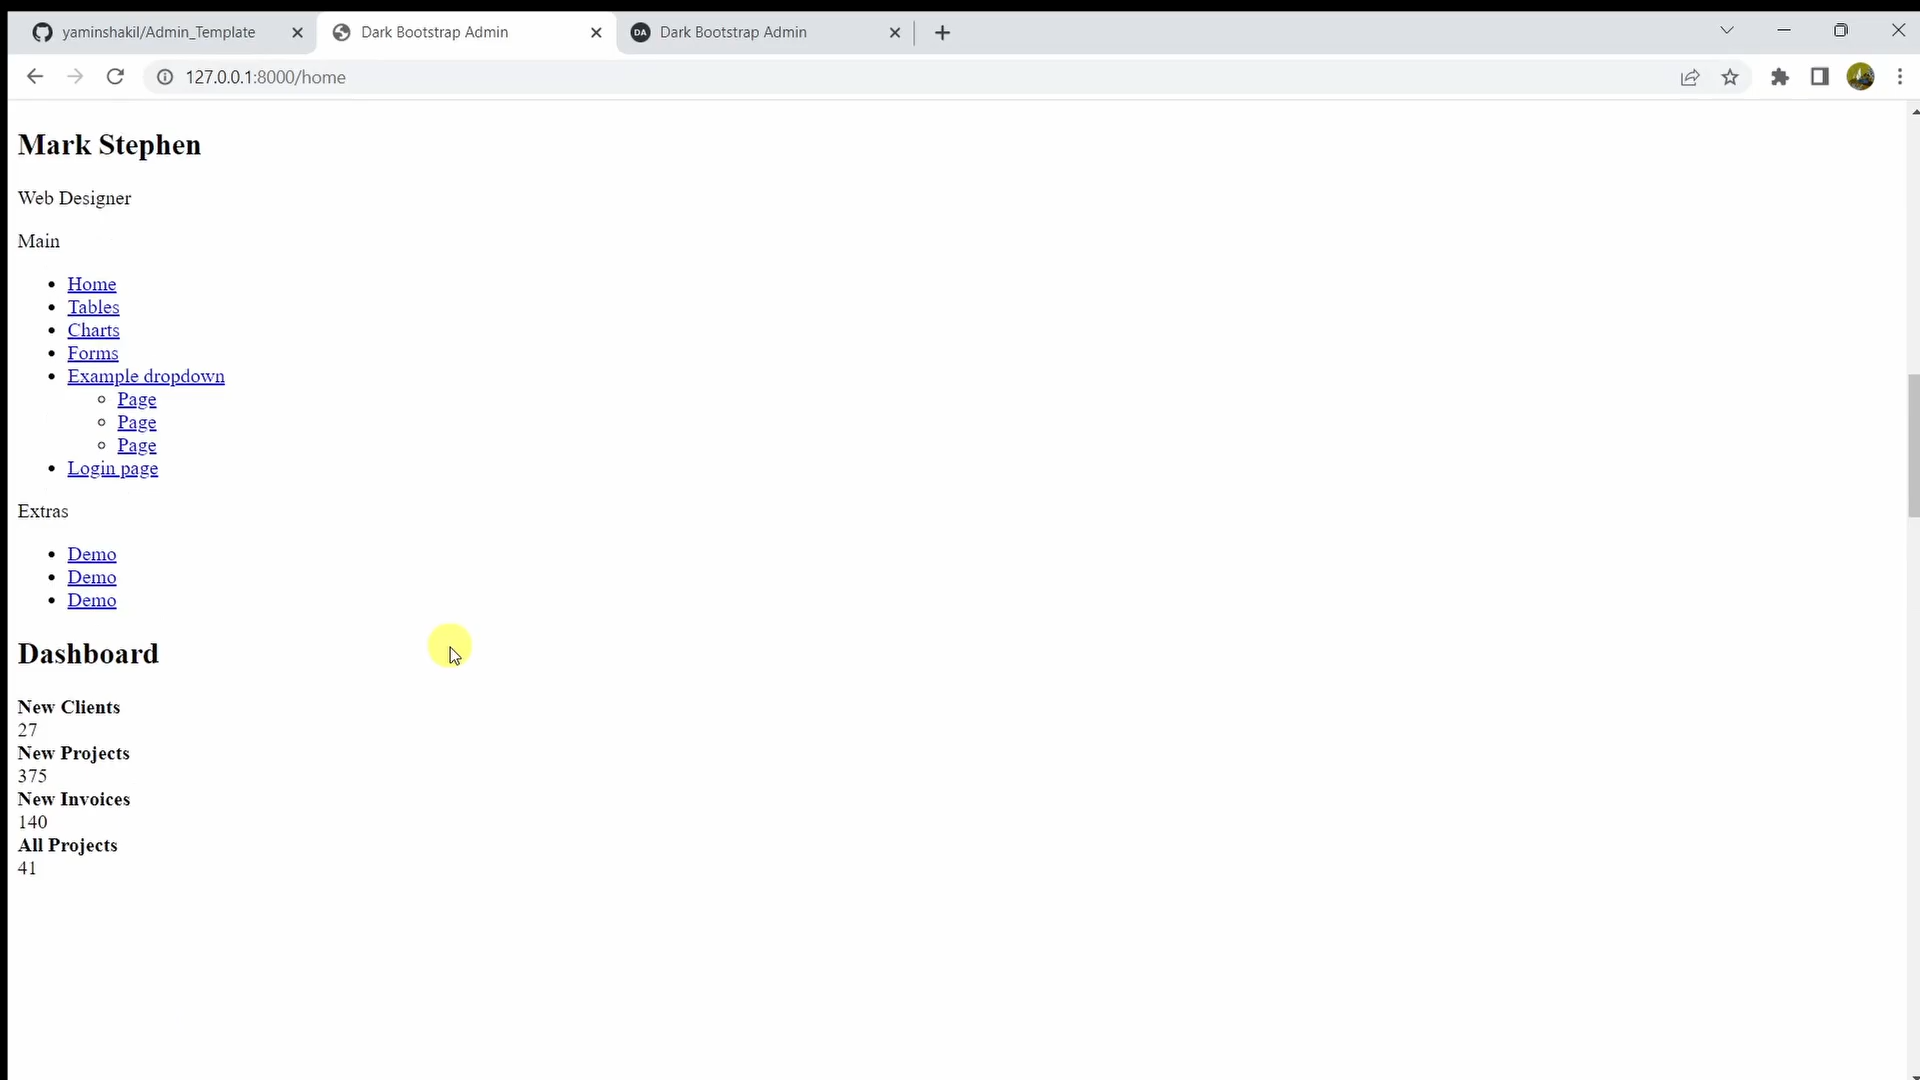 yaminshakil/Admin_Template
Dark Bootstrap Admin
DA Dark Bootstrap Admin
127.0.0.1:8000/home
Mark Stephen
Web Designer
Main
Home
Tables
Charts
Forms
Example dropdown
Page
Page
Page
Login page
Extras
Demo
Demo
Demo
Dashboard
New Clients
27
New Projects
375
New Invoices
140
All Projects
41